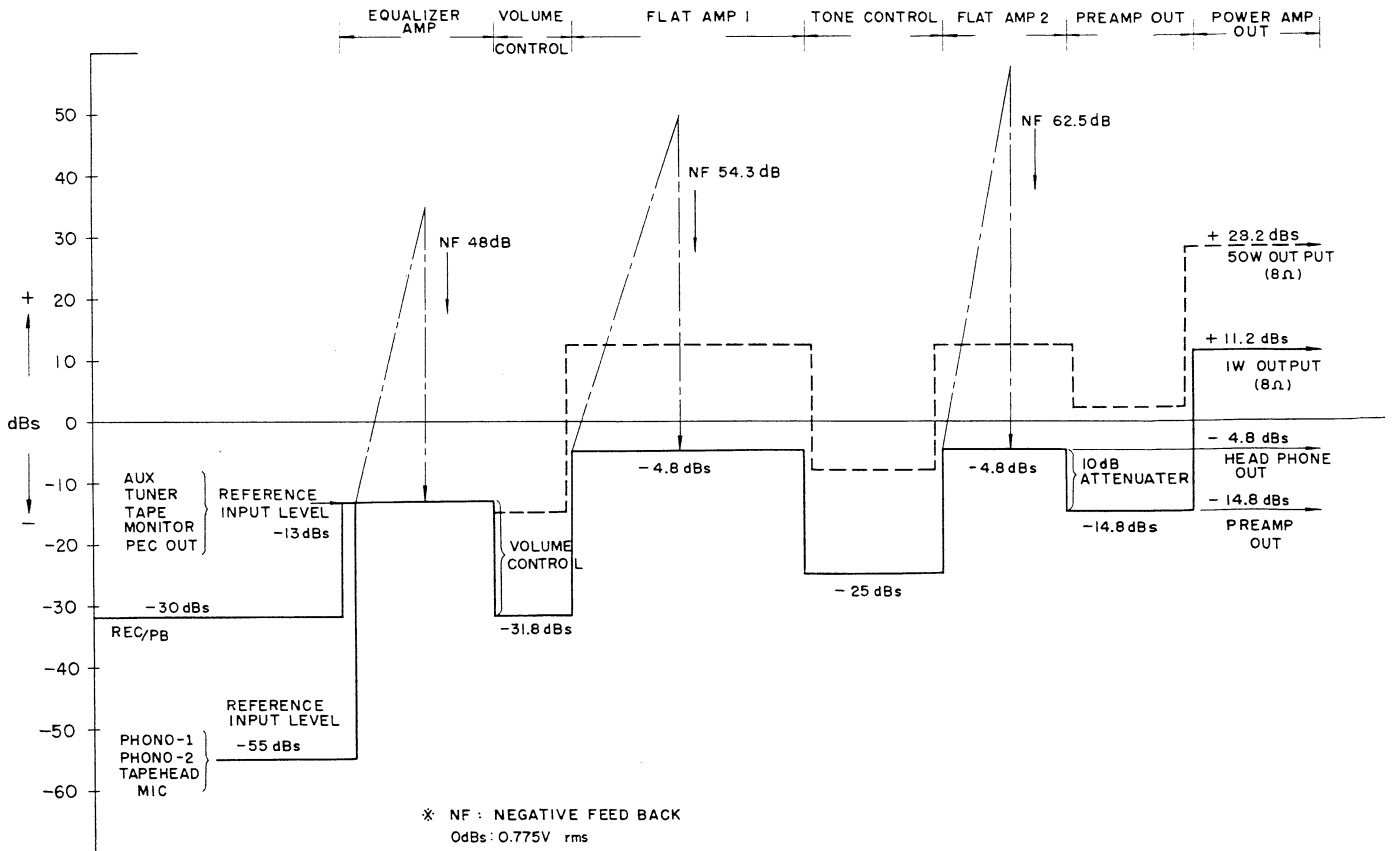 EQUALIZER AMP
VOLUME CONTROL
FLAT AMP 1
TONE CONTROL
FLAT AMP 2
PREAMP OUT
POWER AMP OUT
50
40
30
20
10
0
-10
-20
-30
-40
-50
-60
+
dBs
−
NF 48dB
NF 54.3 dB
NF 62.5dB
+ 28.2 dBs
50W OUTPUT
(8Ω)
+ 11.2 dBs
1W OUTPUT
(8Ω)
- 4.8 dBs
HEAD PHONE
OUT
- 14.8 dBs
PREAMP
OUT
AUX
TUNER
TAPE
MONITOR
PEC OUT
REFERENCE
INPUT LEVEL
-13 dBs
-4.8 dBs
-4.8 dBs
10dB
ATTENUATER
-14.8 dBs
VOLUME
CONTROL
- 25 dBs
-30 dBs
REC/PB
-31.8 dBs
REFERENCE
INPUT LEVEL
-55 dBs
PHONO-1
PHONO-2
TAPEHEAD
MIC
※ NF : NEGATIVE FEED BACK
0dBs : 0.775V rms